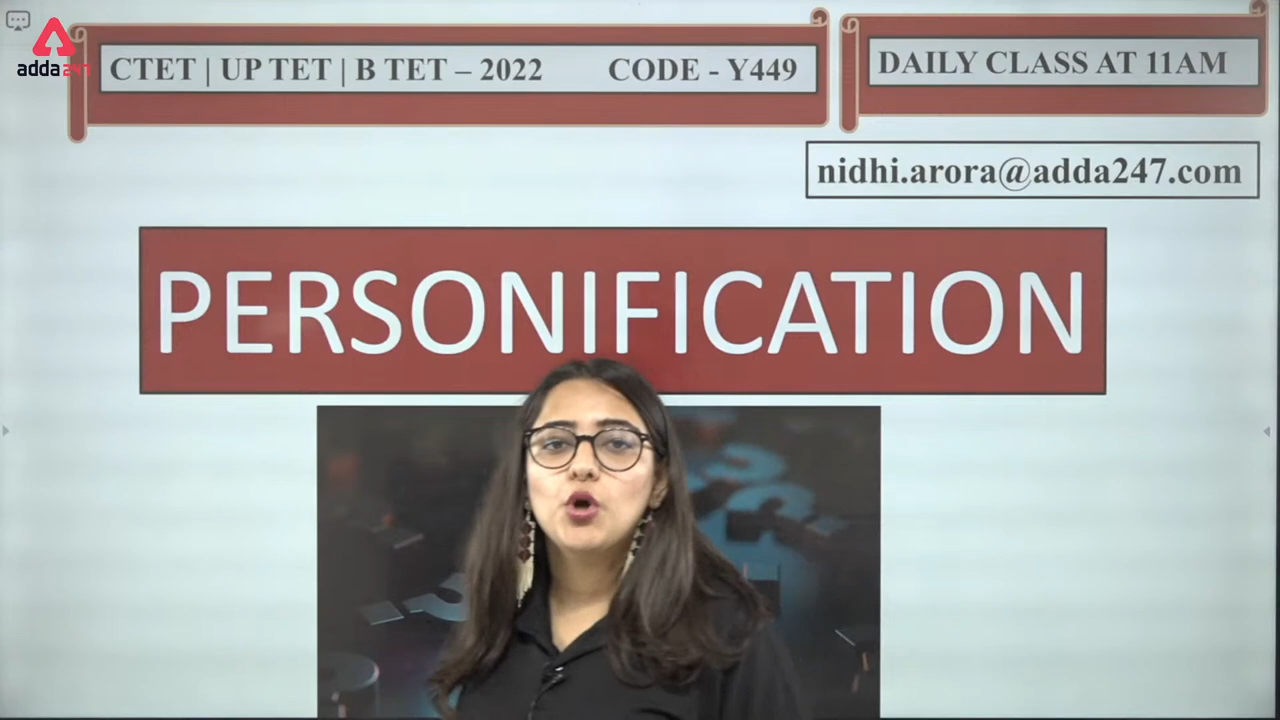 adda247
CTET | UP TET | B TET – 2022 CODE - Y449
DAILY CLASS AT 11AM
nidhi.arora@adda247.com
PERSONIFICATION